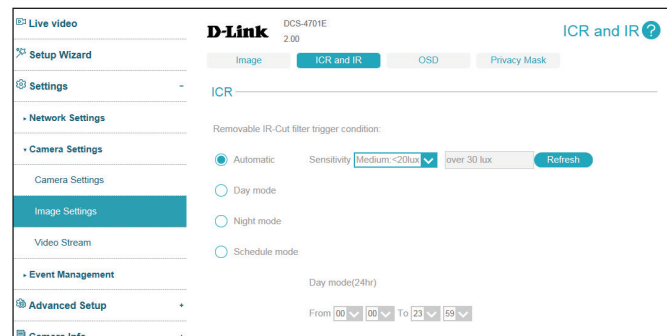 Live video
Setup Wizard
Settings -
▸ Network Settings
▾ Camera Settings
Camera Settings
Image Settings
Video Stream
▸ Event Management
Advanced Setup +
Camera Info
D-Link DCS-4701E
2.00
ICR and IR ?
Image ICR and IR OSD Privacy Mask
ICR
Removable IR-Cut filter trigger condition:
Automatic Sensitivity Medium:<20lux over 30 lux Refresh
Day mode
Night mode
Schedule mode
Day mode(24hr)
From 00 00 To 23 59